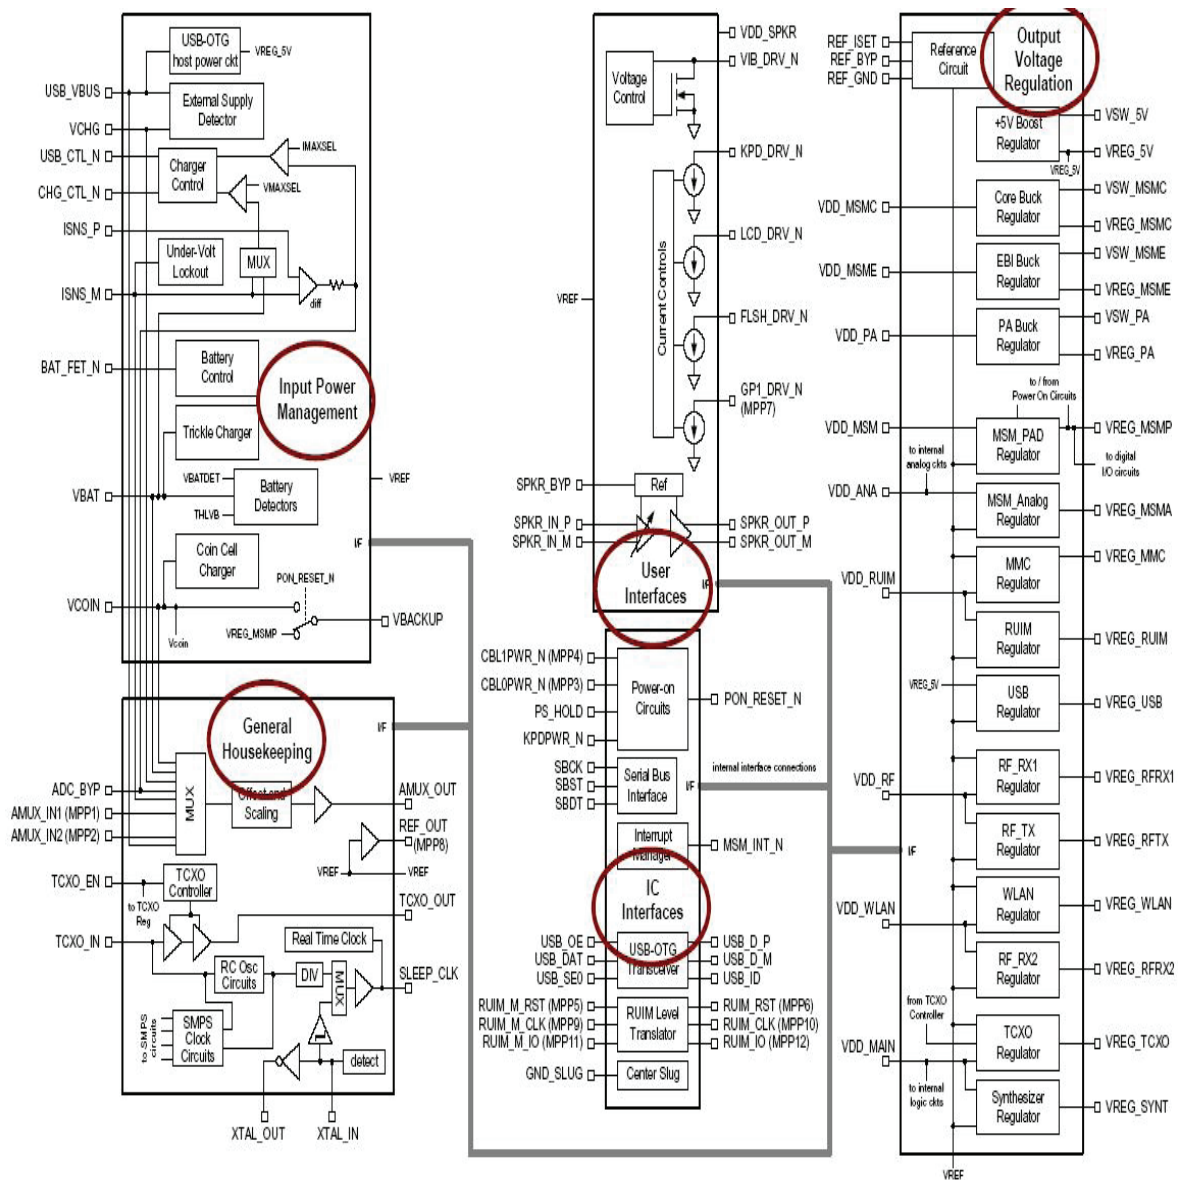 USB-OTG
host power ckt
VREG_5V
USB_VBUS
External Supply
Detector
VCHG
USB_CTL_N
IMAXSEL
Charger
Control
CHG_CTL_N
VMAXSEL
ISNS_P
Under-Volt
Lockout
MUX
ISNS_M
diff
BAT_FET_N
Battery
Control
Input Power
Management
Trickle Charger
VBATDET
VREF
VBAT
Battery
Detectors
THLVB
I/F
Coin Cell
Charger
PON_RESET_N
VCOIN
VBACKUP
Vcoin
VREG_MSMP
General
Housekeeping
I/F
ADC_BYP
MUX
Offset and
Scaling
AMUX_OUT
AMUX_IN1 (MPP1)
AMUX_IN2 (MPP2)
REF_OUT
(MPP8)
VREF
VREF
TCXO_EN
TCXO
Controller
to TCXO
Reg
TCXO_OUT
TCXO_IN
Real Time Clock
RC Osc
Circuits
DIV
MUX
SLEEP_CLK
to SMPS
circuits
SMPS
Clock
Circuits
detect
XTAL_OUT
XTAL_IN
VDD_SPKR
VIB_DRV_N
Voltage
Control
KPD_DRV_N
LCD_DRV_N
VREF
Current Controls
FLSH_DRV_N
GP1_DRV_N
(MPP7)
SPKR_BYP
Ref
SPKR_IN_P
SPKR_IN_M
SPKR_OUT_P
SPKR_OUT_M
User
Interfaces
I/F
CBL1PWR_N (MPP4)
CBL0PWR_N (MPP3)
PS_HOLD
KPDPWR_N
Power-on
Circuits
PON_RESET_N
SBCK
SBST
SBDT
Serial Bus
Interface
I/F
internal interface connections
Interrupt
Manager
MSM_INT_N
IC
Interfaces
USB_OE
USB_DAT
USB_SE0
USB-OTG
Transceiver
USB_D_P
USB_D_M
USB_ID
RUIM_M_RST (MPP5)
RUIM_M_CLK (MPP9)
RUIM_M_IO (MPP11)
RUIM Level
Translator
RUIM_RST (MPP6)
RUIM_CLK (MPP10)
RUIM_IO (MPP12)
GND_SLUG
Center Slug
REF_ISET
REF_BYP
REF_GND
Reference
Circuit
Output
Voltage
Regulation
+5V Boost
Regulator
VSW_5V
VREG_5V
VREG_5V
VDD_MSMC
Core Buck
Regulator
VSW_MSMC
VREG_MSMC
VDD_MSME
EBI Buck
Regulator
VSW_MSME
VREG_MSME
VDD_PA
PA Buck
Regulator
VSW_PA
VREG_PA
to / from
Power On Circuits
VDD_MSM
MSM_PAD
Regulator
VREG_MSMP
to internal
analog ckts
to digital
I/O circuits
VDD_ANA
MSM_Analog
Regulator
VREG_MSMA
MMC
Regulator
VREG_MMC
VDD_RUIM
RUIM
Regulator
VREG_RUIM
VREG_5V
USB
Regulator
VREG_USB
VDD_RF
RF_RX1
Regulator
VREG_RFRX1
RF_TX
Regulator
VREG_RFTX
I/F
WLAN
Regulator
VREG_WLAN
VDD_WLAN
RF_RX2
Regulator
VREG_RFRX2
from TCXO
Controller
TCXO
Regulator
VREG_TCXO
VDD_MAIN
to internal
logic ckts
Synthesizer
Regulator
VREG_SYNT
VREF